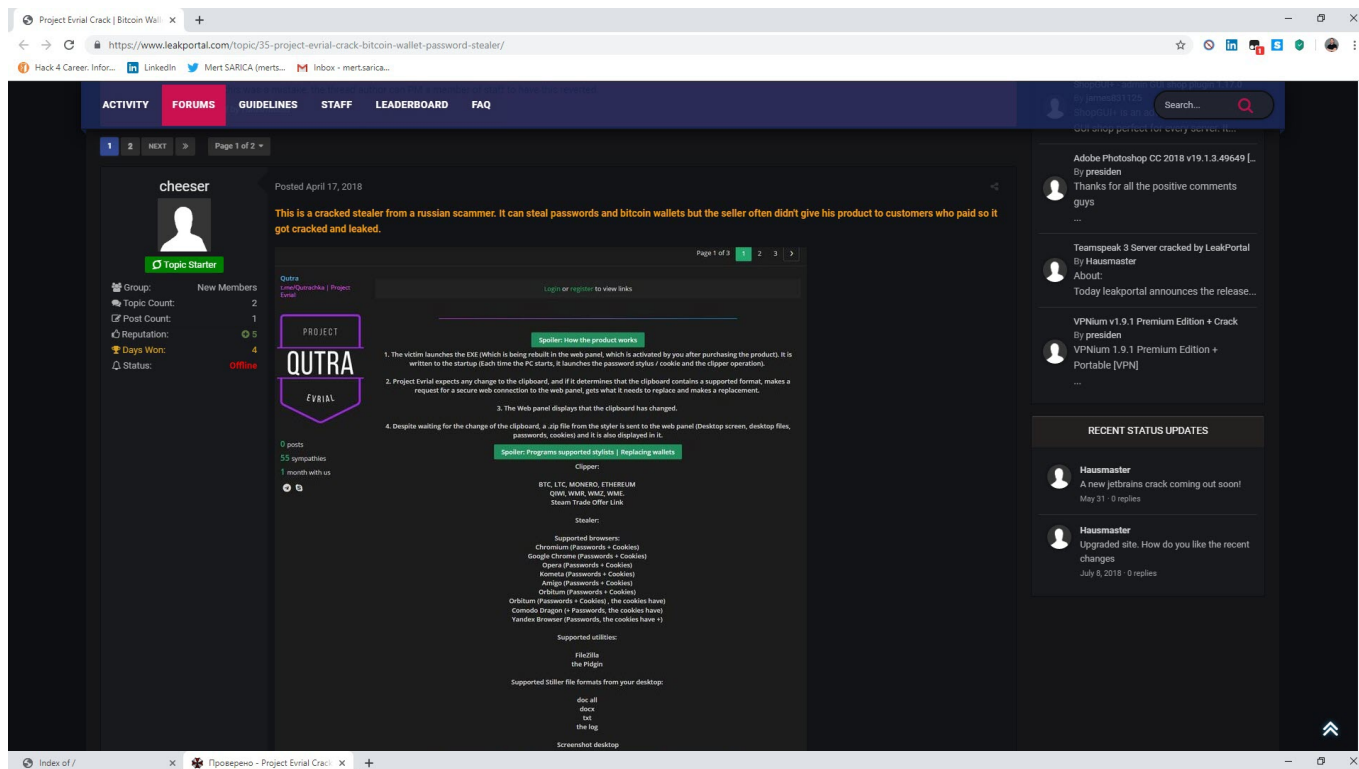 Project Evrial Crack | Bitcoin Wall
https://www.leakportal.com/topic/35-project-evrial-crack-bitcoin-wallet-password-stealer/
Hack 4 Career. Infor...
LinkedIn
Mert SARICA (merts...
Inbox - mert.sarica...
ACTIVITY
FORUMS
GUIDELINES
STAFF
LEADERBOARD
FAQ
Search...
1 2 NEXT » Page 1 of 2
cheeser
Topic Starter
Group: New Members
Topic Count: 2
Post Count: 1
Reputation: 5
Days Won: 4
Status: Offline
Posted April 17, 2018
This is a cracked stealer from a russian scammer. It can steal passwords and bitcoin wallets but the seller often didn't give his product to customers who paid so it
got cracked and leaked.
Page 1 of 3 1 2 3
Qutra
t.me/Qutrachka | Project
Evrial
PROJECT
QUTRA
EVRIAL
0 posts
55 sympathies
1 month with us
Login or register to view links
Spoiler: How the product works
1. The victim launches the EXE (Which is being rebuilt in the web panel, which is activated by you after purchasing the product). It is
written to the startup (Each time the PC starts, it launches the password stylus / cookie and the clipper operation).
2. Project Evrial expects any change to the clipboard, and if it determines that the clipboard contains a supported format, makes a
request for a secure web connection to the web panel, gets what it needs to replace and makes a replacement.
3. The Web panel displays that the clipboard has changed.
4. Despite waiting for the change of the clipboard, a .zip file from the styler is sent to the web panel (Desktop screen, desktop files,
passwords, cookies) and it is also displayed in it.
Spoiler: Programs supported stylists | Replacing wallets
Clipper:
BTC, LTC, MONERO, ETHEREUM
QIWI, WMR, WMZ, WME.
Steam Trade Offer Link
Stealer:
Supported browsers:
Chromium (Passwords + Cookies)
Google Chrome (Passwords + Cookies)
Opera (Passwords + Cookies)
Kometa (Passwords + Cookies)
Amigo (Passwords + Cookies)
Orbitum (Passwords + Cookies)
Orbitum (Passwords + Cookies) , the cookies have)
Comodo Dragon (+ Passwords, the cookies have)
Yandex Browser (Passwords, the cookies have +)
Supported utilities:
FileZilla
the Pidgin
Supported Stiller file formats from your desktop:
doc all
docx
txt
the log
Screenshot desktop
By james831125
ShopGUI+ is an
GUI shop perfect for every server. It...
Adobe Photoshop CC 2018 v19.1.3.49649 [...
By presiden
Thanks for all the positive comments
guys
...
Teamspeak 3 Server cracked by LeakPortal
By Hausmaster
About:
Today leakportal announces the release...
VPNium v1.9.1 Premium Edition + Crack
By presiden
VPNium 1.9.1 Premium Edition +
Portable [VPN]
...
RECENT STATUS UPDATES
Hausmaster
A new jetbrains crack coming out soon!
May 31 · 0 replies
Hausmaster
Upgraded site. How do you like the recent
changes
July 8, 2018 · 0 replies
Index of /
Проверено - Project Evrial Crac